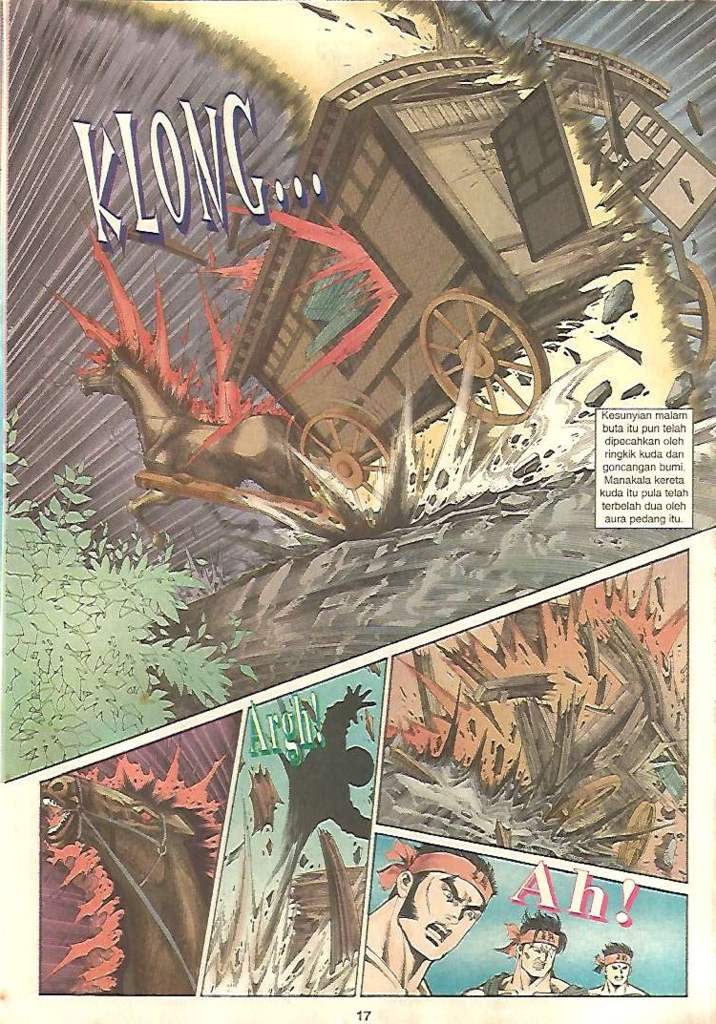 KLONG...
Kesunyian malam
buta itu pun telah
dipecahkan oleh
ringkik kuda dan
goncangan bumi.
Manakala kereta
kuda itu pula telah
terbelah dua oleh
aura pedang itu.
Argh!
Ah!
17